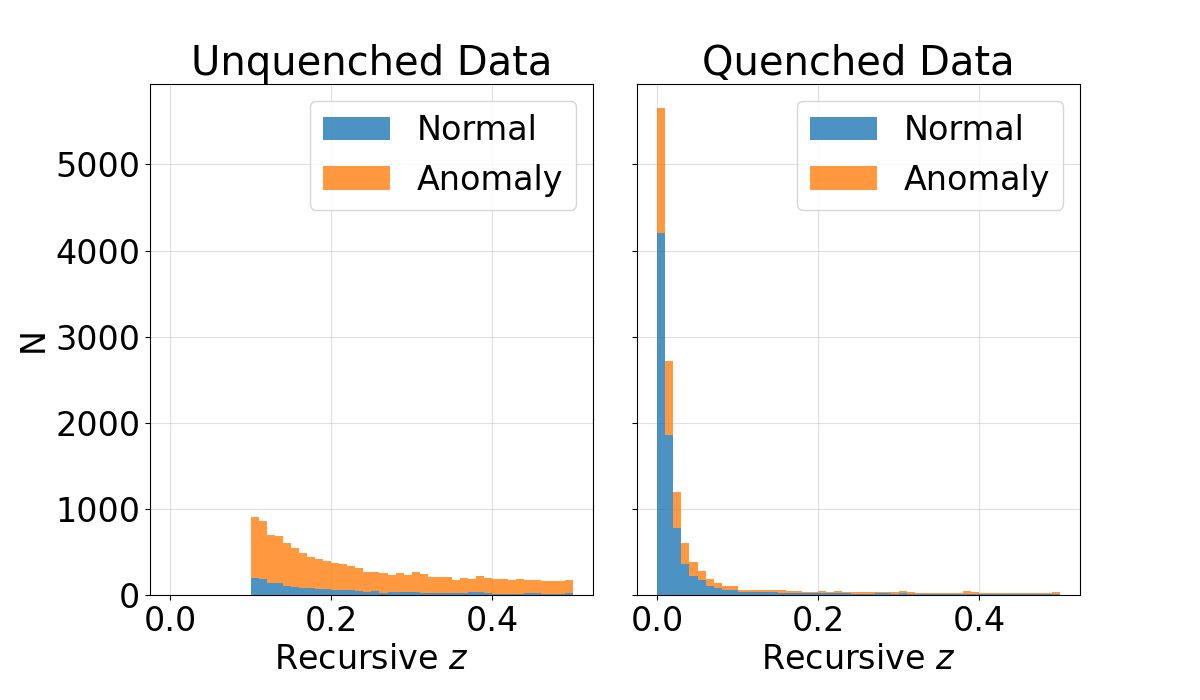 Unquenched Data
Normal
Anomaly
N
5000
4000
3000
2000
1000
0
0.0 0.2 0.4
Recursive z
Quenched Data
Normal
Anomaly
0.0 0.2 0.4
Recursive z